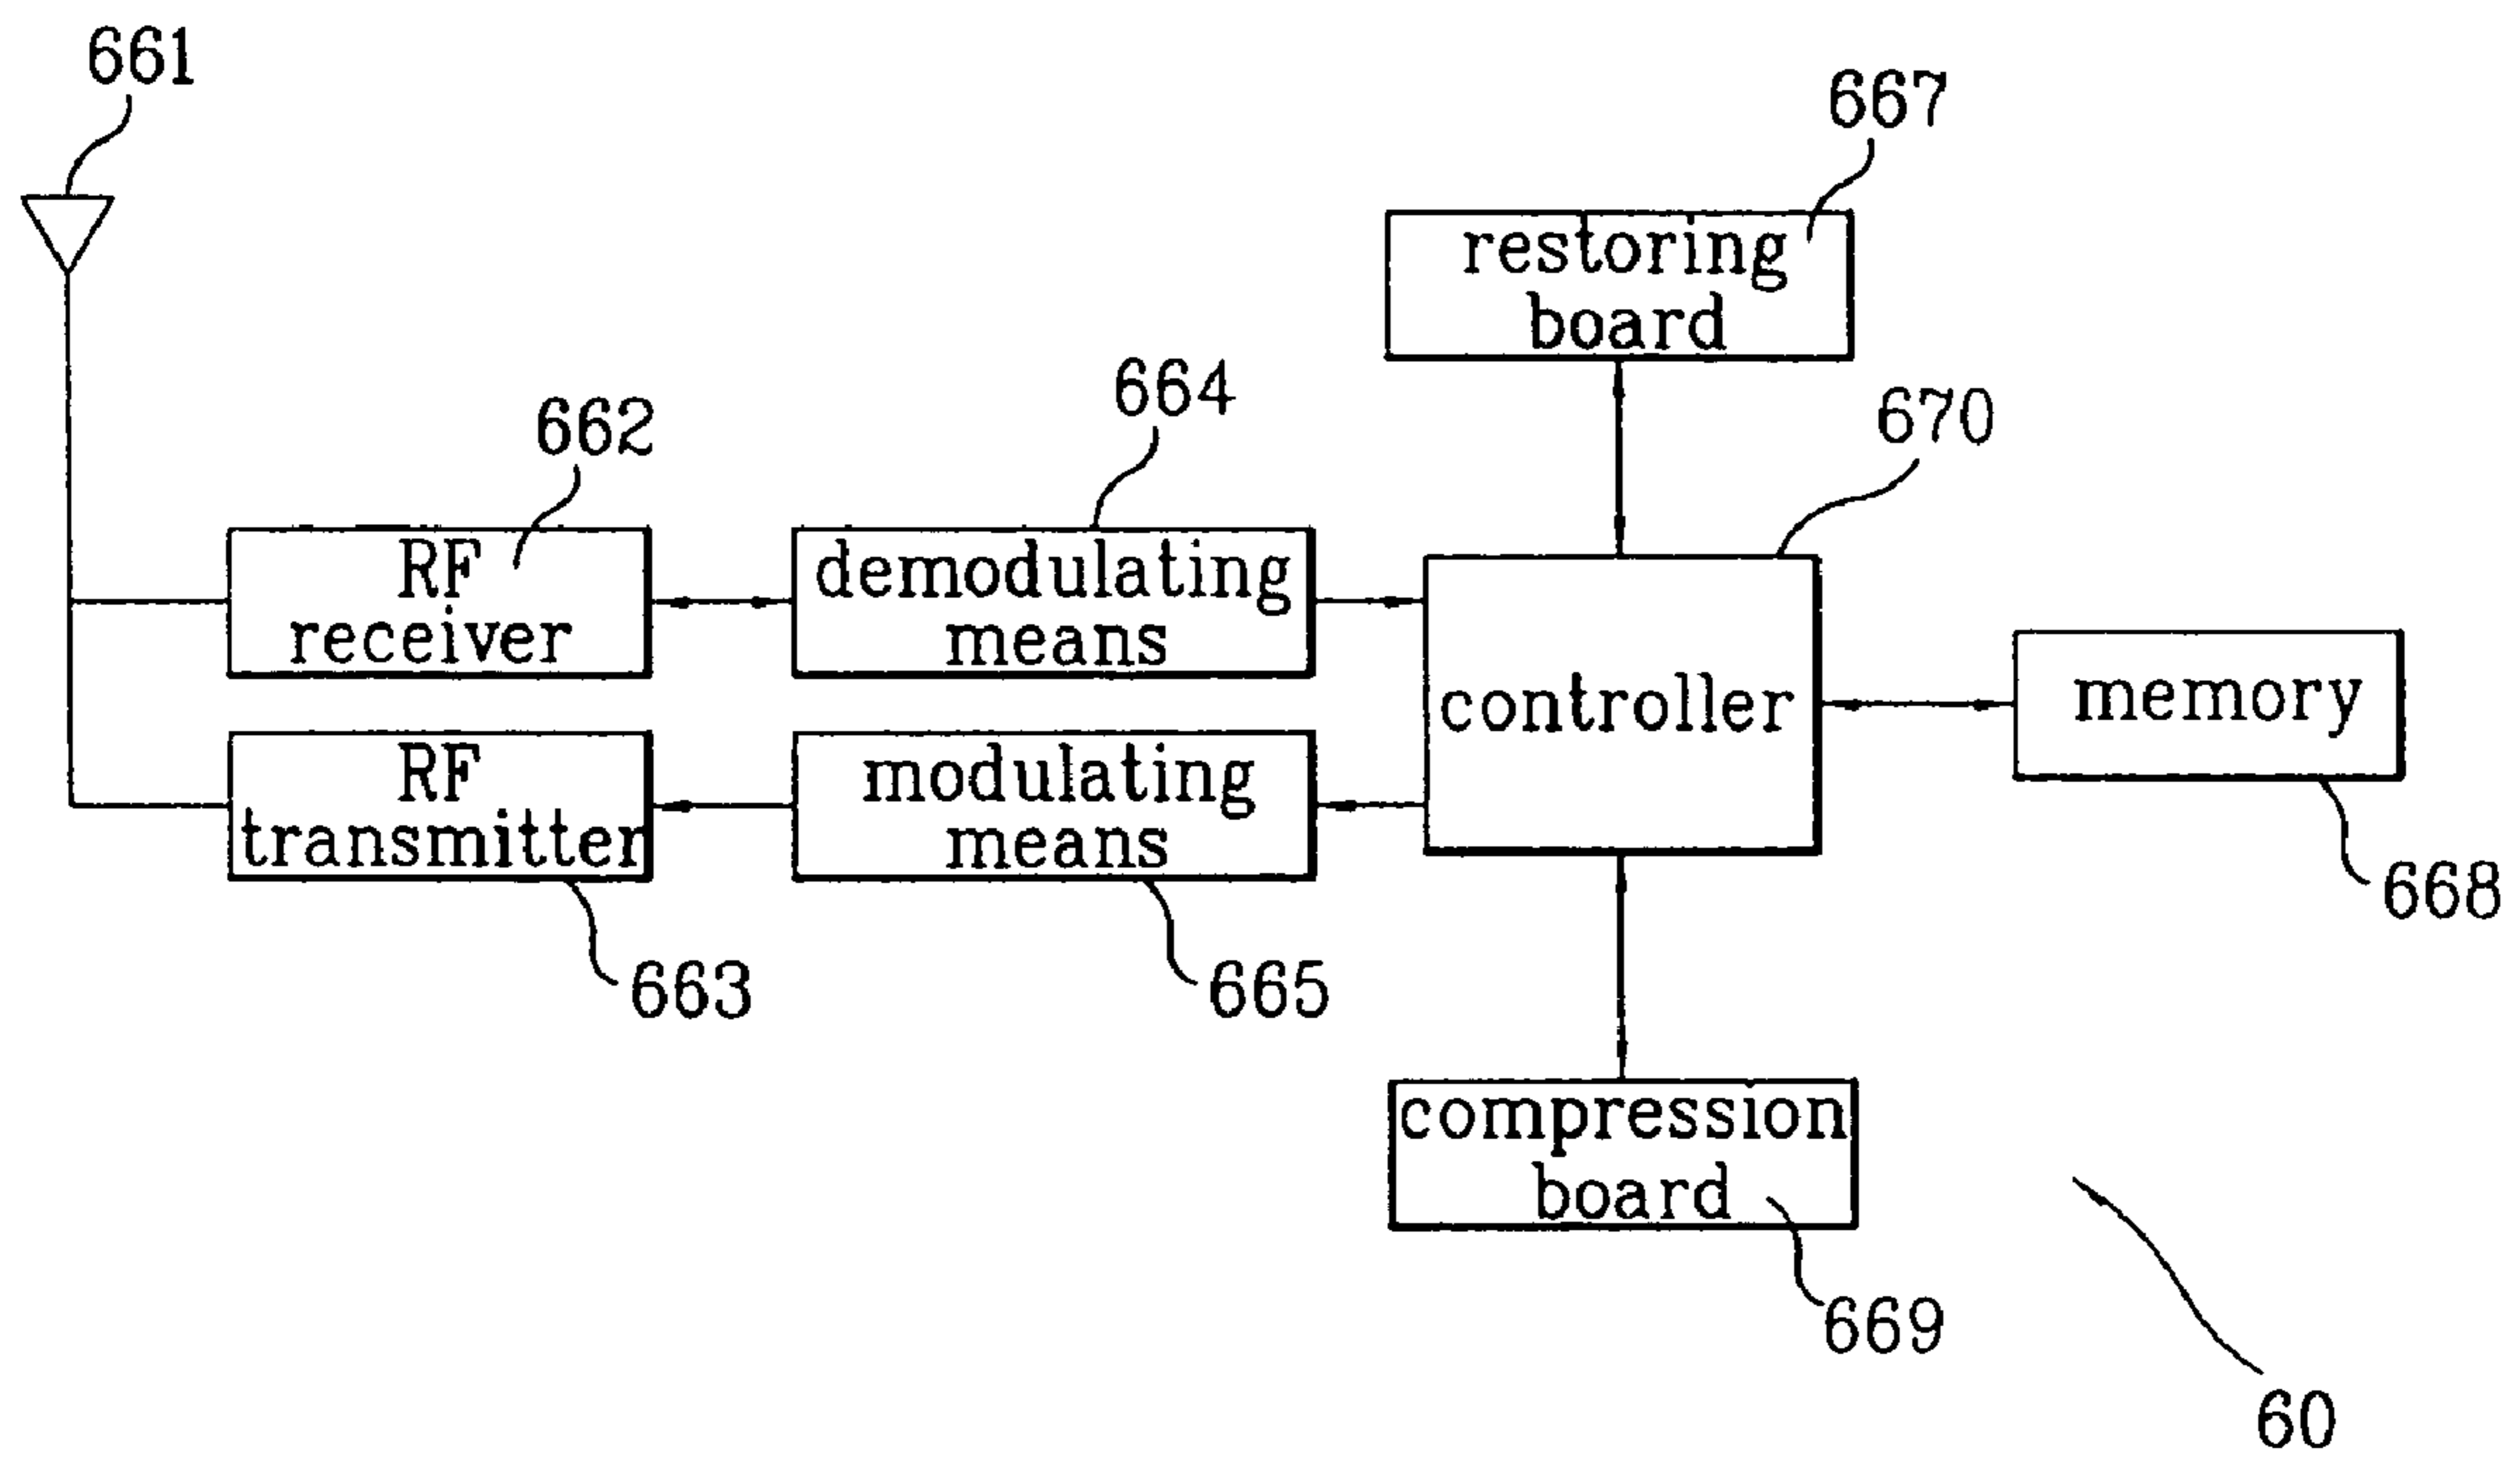 661
667
restoring
board
670
664
662
RF
receiver
demodulating
means
controller
memory
668
RF
transmitter
modulating
means
663
665
compression
board
669
60